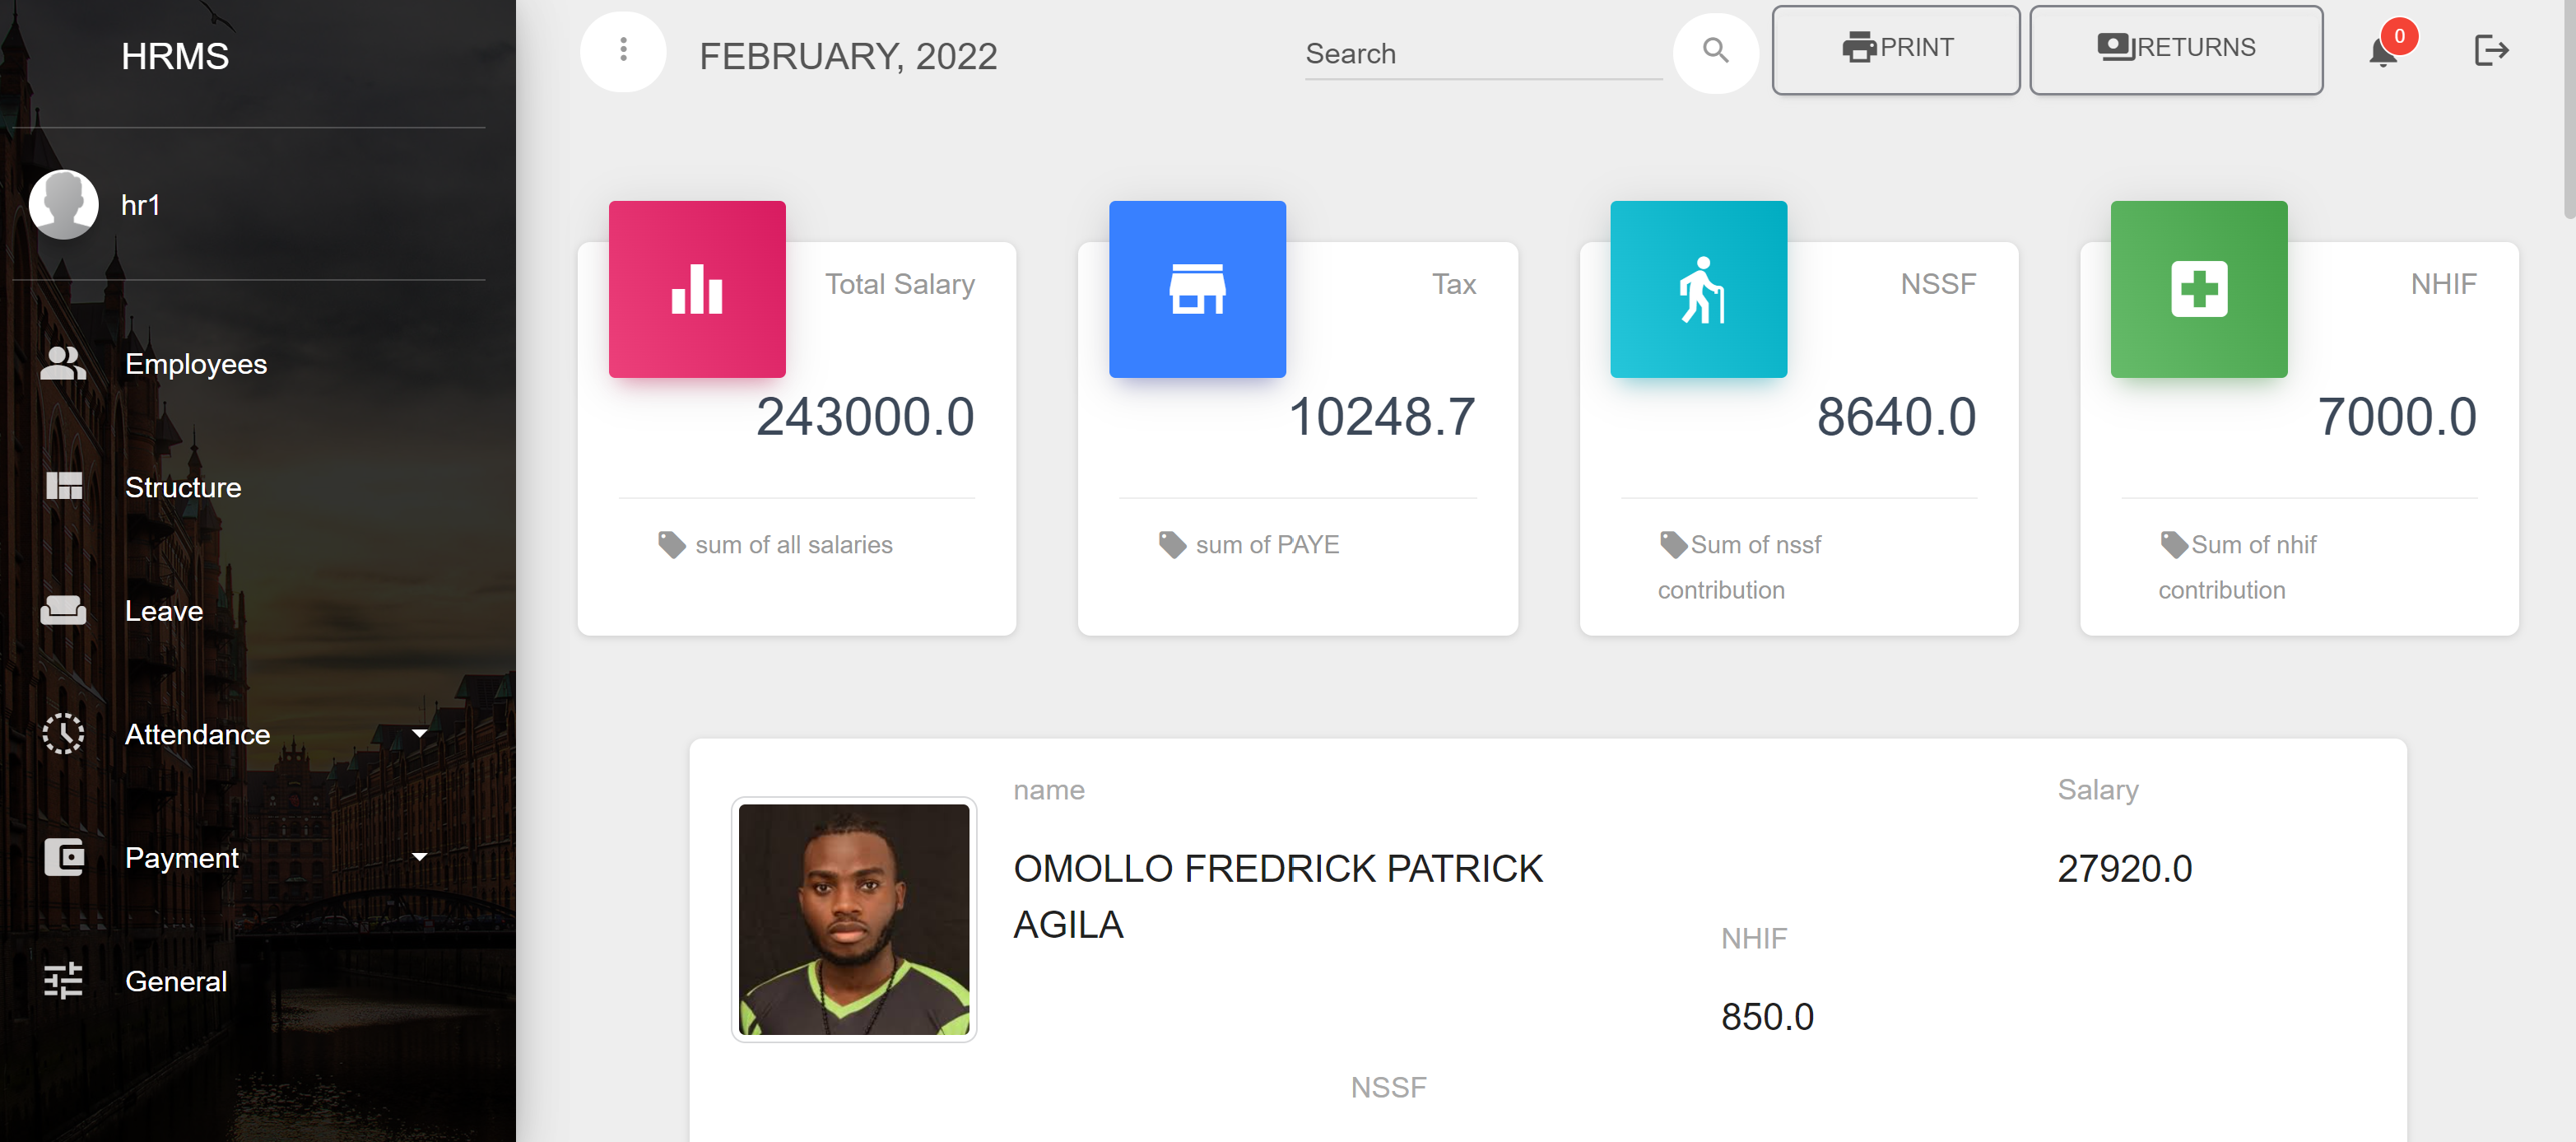 HRMS
hr1
Employees
Structure
Leave
Attendance
Payment
General
FEBRUARY, 2022
Search
PRINT
RETURNS
0
Total Salary
243000.0
sum of all salaries
Tax
10248.7
sum of PAYE
NSSF
8640.0
Sum of nssf
contribution
NHIF
7000.0
Sum of nhif
contribution
name
OMOLLO FREDRICK PATRICK
AGILA
Salary
27920.0
NHIF
850.0
NSSF